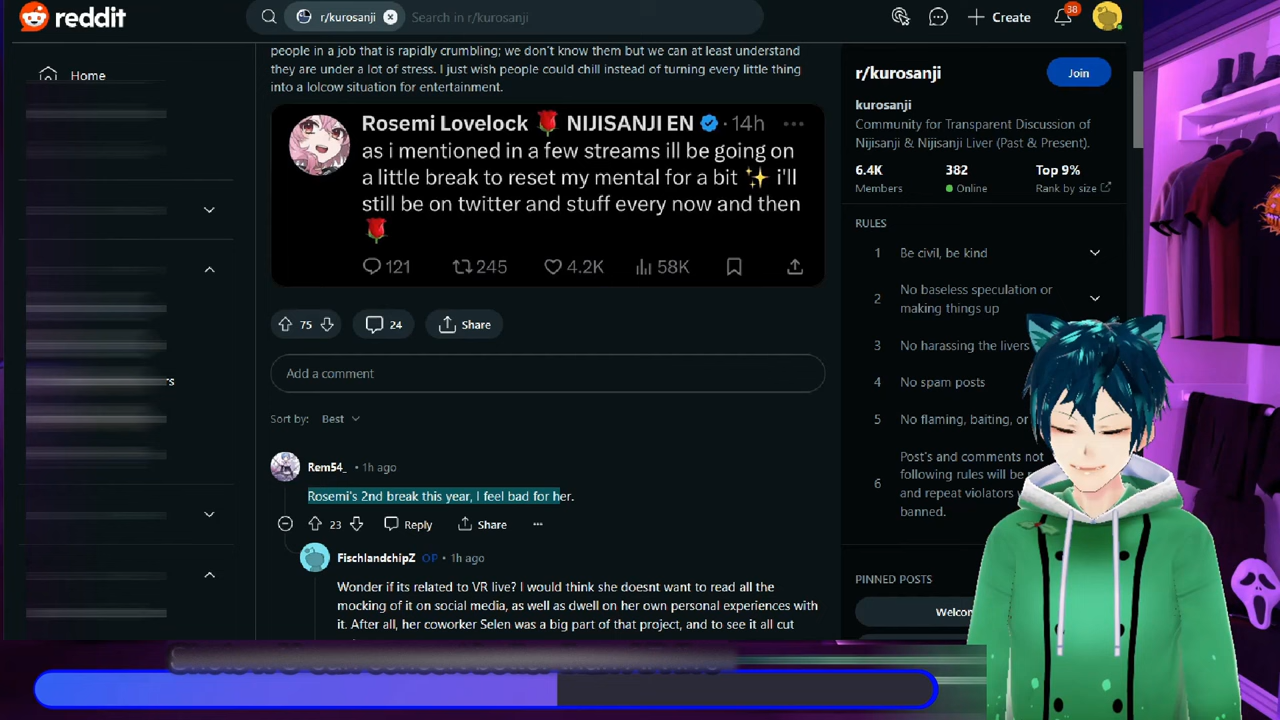 reddit
r/kurosanji
Search in r/kurosanji
Create
38
Home
people in a job that is rapidly crumbling; we don't know them but we can at least understand
they are under a lot of stress. I just wish people could chill instead of turning every little thing
into a lolcow situation for entertainment.
Rosemi Lovelock 🌹 NIJISANJI EN · 14h
as i mentioned in a few streams ill be going on
a little break to reset my mental for a bit ✨ i'll
still be on twitter and stuff every now and then
🌹
121 245 4.2K 58K
75 24 Share
Add a comment
Sort by: Best
Rem54_ • 1h ago
Rosemi's 2nd break this year, I feel bad for her.
23 Reply Share
FischlandchipZ OP • 1h ago
Wonder if its related to VR live? I would think she doesnt want to read all the
mocking of it on social media, as well as dwell on her own personal experiences with
it. After all, her coworker Selen was a big part of that project, and to see it all cut
r/kurosanji
Join
kurosanji
Community for Transparent Discussion of
Nijisanji & Nijisanji Liver (Past & Present).
6.4K 382 Top 9%
Members Online Rank by size
RULES
1 Be civil, be kind
2 No baseless speculation or
making things up
3 No harassing the livers
4 No spam posts
5 No flaming, baiting, or
6 Post's and comments not
following rules will be
and repeat violators
banned.
PINNED POSTS